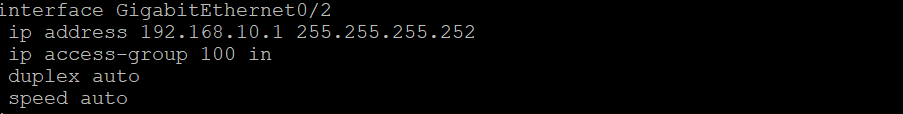 interface GigabitEthernet0/2
ip address 192.168.10.1 255.255.255.252
ip access-group 100 in
duplex auto
speed auto